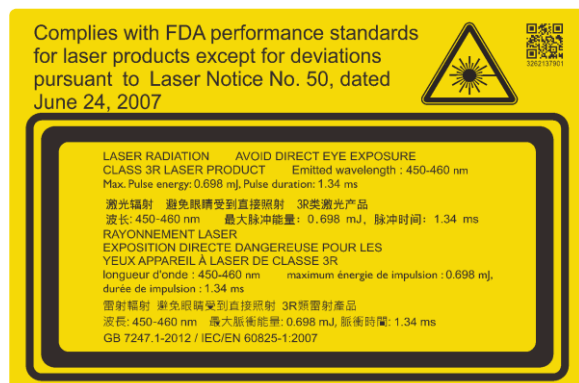 Complies with FDA performance standards
for laser products except for deviations
pursuant to Laser Notice No. 50, dated
June 24, 2007
3262137901
LASER RADIATION AVOID DIRECT EYE EXPOSURE
CLASS 3R LASER PRODUCT Emitted wavelength : 450-460 nm
Max. Pulse energy: 0.698 mJ, Pulse duration: 1.34 ms
激光辐射 避免眼睛受到直接照射 3R类激光产品
波长: 450-460 nm 最大脉冲能量：0.698 mJ，脉冲时间：1.34 ms
RAYONNEMENT LASER
EXPOSITION DIRECTE DANGEREUSE POUR LES
YEUX APPAREIL À LASER DE CLASSE 3R
longueur d'onde : 450-460 nm maximum énergie de impulsion : 0.698 mJ,
durée de impulsion : 1.34 ms
雷射輻射 避免眼睛受到直接照射 3R類雷射產品
波長: 450-460 nm 最大脈衝能量: 0.698 mJ, 脈衝時間: 1.34 ms
GB 7247.1-2012 / IEC/EN 60825-1:2007